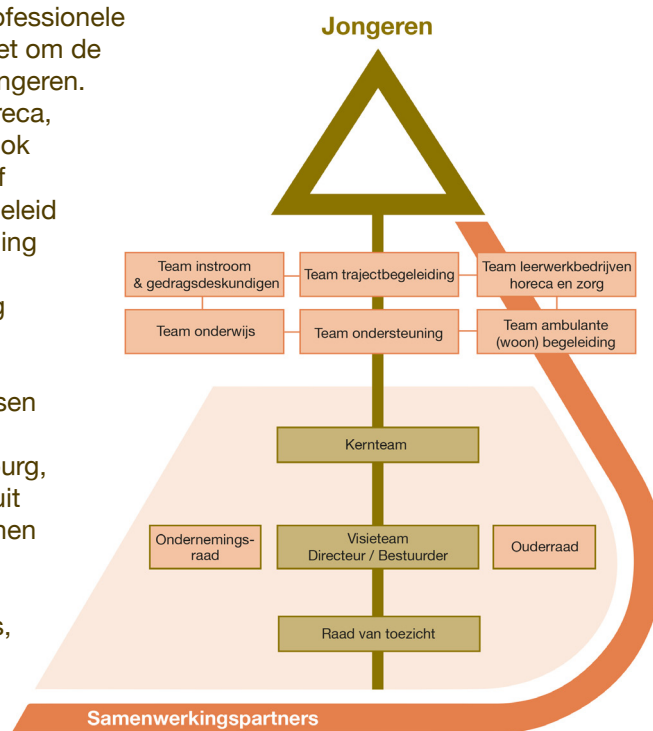 ofessionele
et om de
ngeren.
reca,
ok
f
eleid
ing
g
sen
urg,
uit
nen
s,
Jongeren
Team instroom
& gedragsdeskundigen
Team trajectbegeleiding
Team leerwerkbedrijven
horeca en zorg
Team onderwijs
Team ondersteuning
Team ambulante
(woon) begeleiding
Kernteam
Ondernemings-
raad
Visieteam
Directeur / Bestuurder
Ouderraad
Raad van toezicht
Samenwerkingspartners